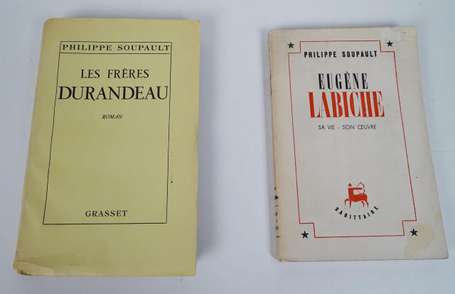 PHILIPPE SOUPAULT
LES FRÈRES
DURANDEAU
ROMAN
GRASSET
PHILIPPE SOUPAULT
EUGÈNE
LABICHE
SA VIE - SON ŒUVRE
SAGITTAIRE